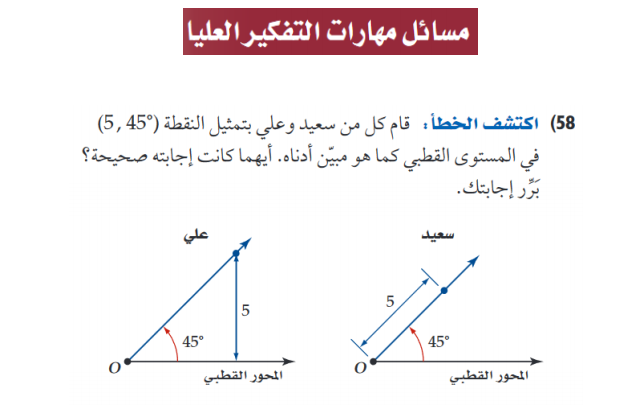 مسائل مهارات التفكير العليا
58) اكتشف الخطأ: قام كل من سعيد وعلي بتمثيل النقطة (5, 45°)
في المستوى القطبي كما هو مبيّن أدناه. أيهما كانت إجابته صحيحة؟
بَرِّر إجابتك.
سعيد
5
45°
O
المحور القطبي
علي
5
45°
O
المحور القطبي